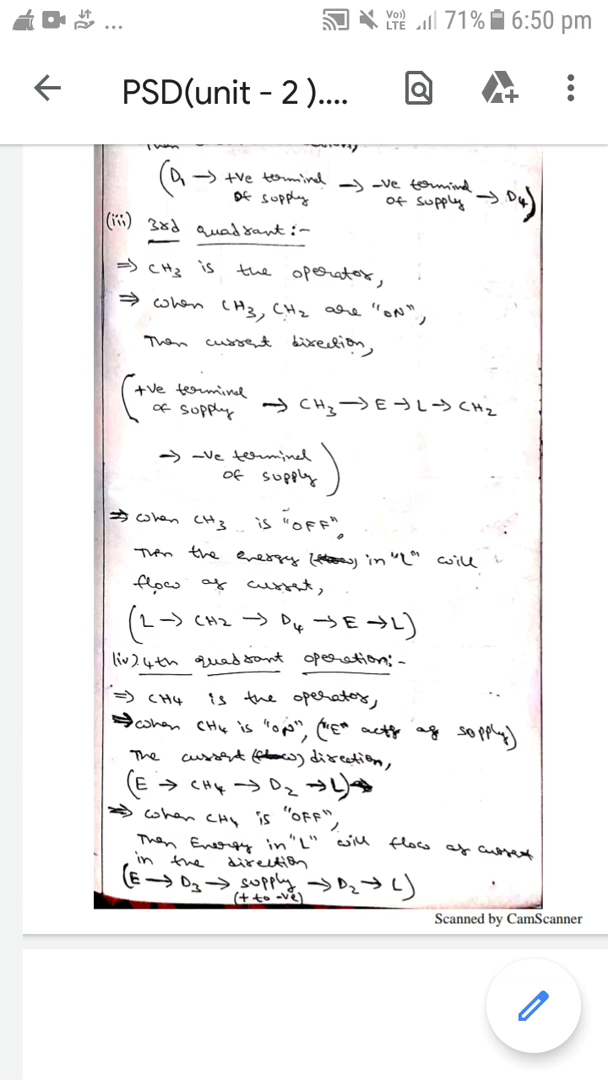 ... Vo)) LTE 71% 6:50 pm
PSD(unit - 2 )....
(D₁ → +ve terminal of supply → -ve terminal of supply → D4)
(iii) 3rd quadrant :-
⇒ CH3 is the operator,
⇒ when CH3, CH2 are "ON",
Then current direction,
(+ve terminal of supply → CH3 → E → L → CH2
→ -ve terminal of supply)
⇒ when CH3 is "OFF",
Then the energy in "L" will
flow as current,
(L → CH2 → D4 → E → L)
(iv) 4th quadrant operation:-
⇒ CH4 is the operator,
⇒ when CH4 is "ON", ("E" acts as supply)
The current direction,
(E → CH4 → D2 → L)
⇒ when CH4 is "OFF",
Then Energy in "L" will flow as current
in the direction
(E → D3 → supply → D2 → L)
(+ to -ve)
Scanned by CamScanner